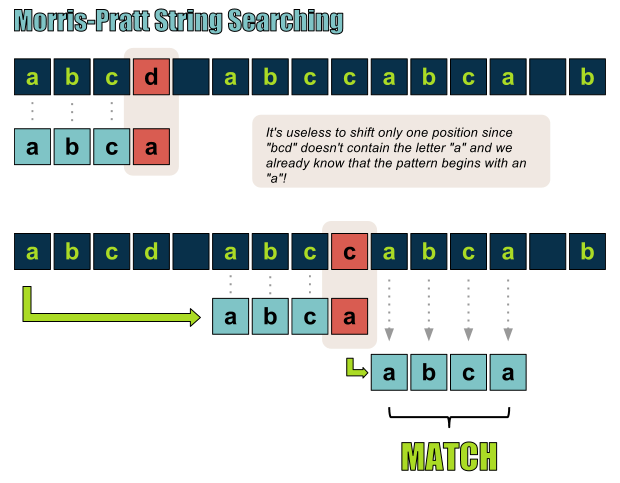 Morris-Pratt String Searching
a b c d a b c c a b c a b
a b c a
It's useless to shift only one position since
"bcd" doesn't contain the letter "a" and we
already know that the pattern begins with an
"a"!
a b c d a b c c a b c a b
a b c a
a b c a
MATCH